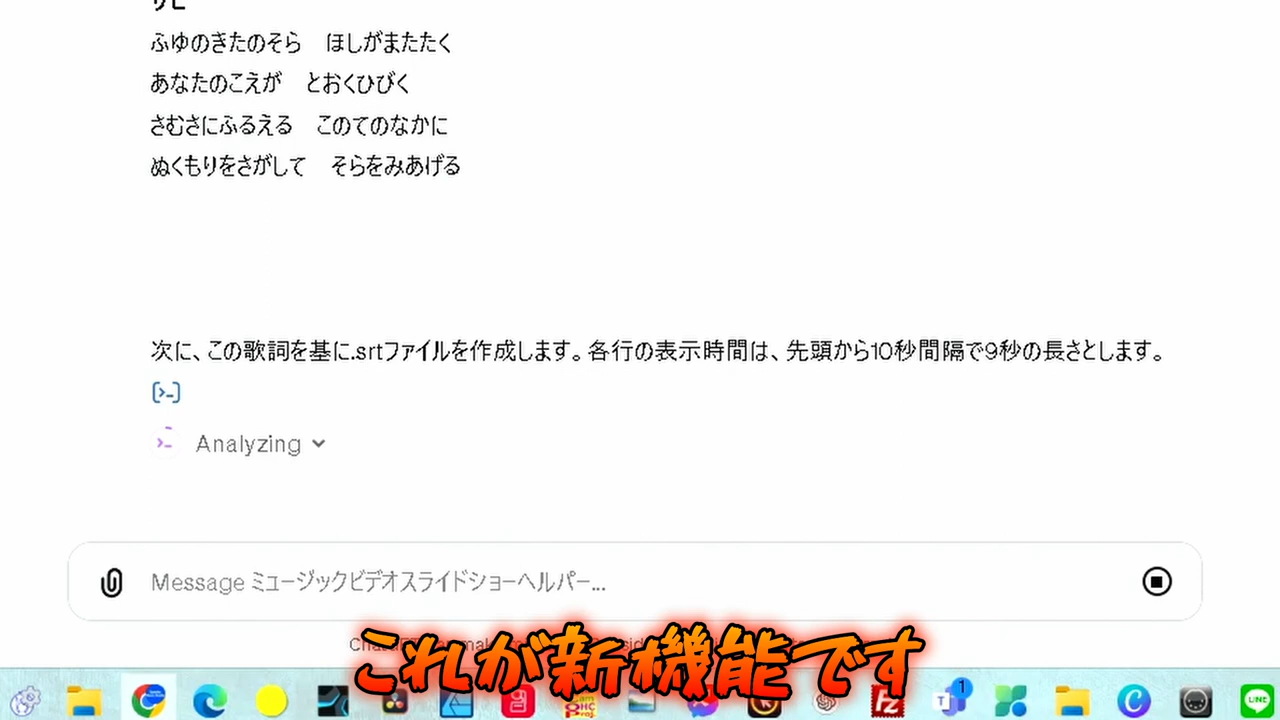 サビ
ふゆのきたのそら　ほしがまたたく
あなたのこえが　とおくひびく
さむさにふるえる　このてのなかに
ぬくもりをさがして　そらをみあげる
次に、この歌詞を基に.srtファイルを作成します。各行の表示時間は、先頭から10秒間隔で9秒の長さとします。
Analyzing
Message ミュージックビデオスライドショーヘルパー...
これが新機能です
1
LINE